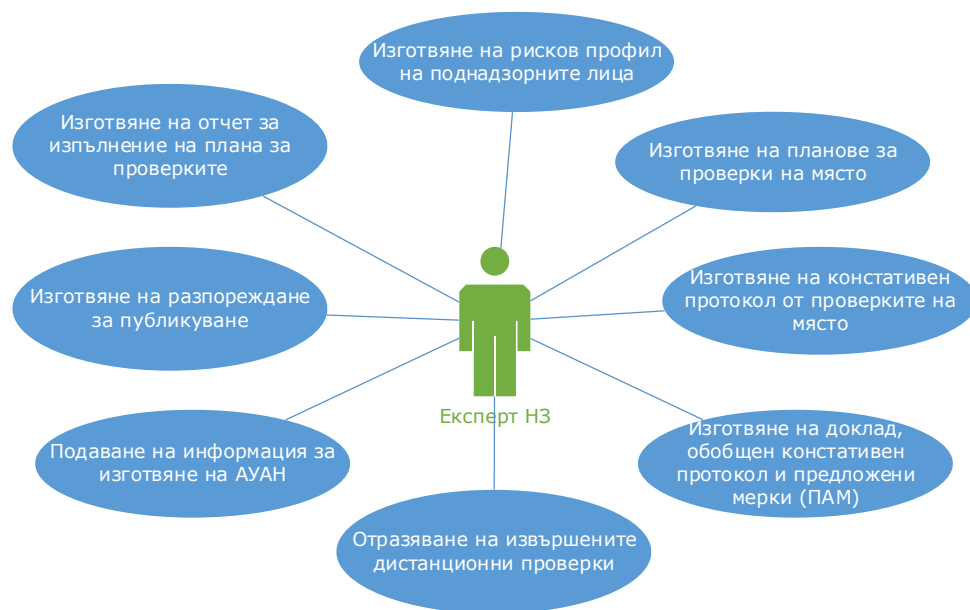 Изготвяне на рисков профил
на поднадзорните лица
Изготвяне на отчет за
изпълнение на плана за
проверките
Изготвяне на планове за
проверки на място
Изготвяне на разпореждане
за публикуване
Изготвяне на констативен
протокол от проверките на
място
Експерт НЗ
Подаване на информация за
изготвяне на АУАН
Изготвяне на доклад,
обобщен констативен
протокол и предложени
мерки (ПАМ)
Отразяване на извършените
дистанционни проверки